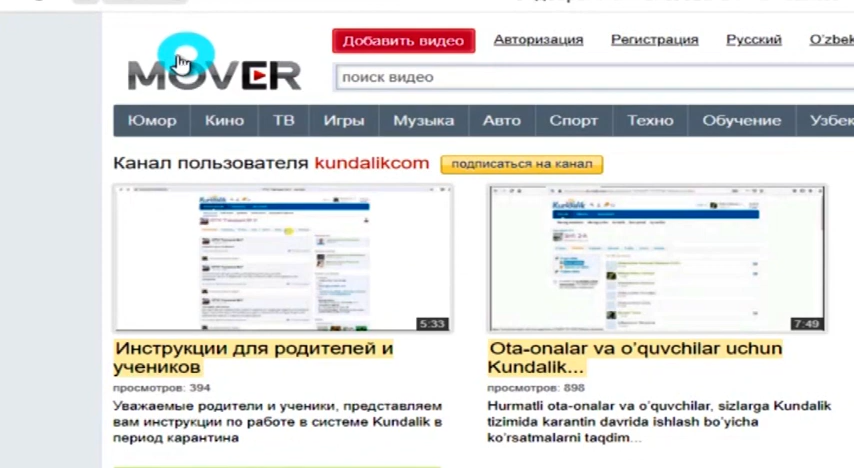 MOVER
Добавить видео Авторизация Регистрация Русский O'zbek
поиск видео
Юмор Кино ТВ Игры Музыка Авто Спорт Техно Обучение Узбек
Канал пользователя kundalikcom подписаться на канал
Kundalik
Kundalik
5:33
7:49
Инструкции для родителей и
учеников
просмотров: 394
Уважаемые родители и ученики, представляем
вам инструкции по работе в системе Kundalik в
период карантина
Ota-onalar va o'quvchilar uchun
Kundalik...
просмотров: 898
Hurmatli ota-onalar va o'quvchilar, sizlarga Kundalik
tizimida karantin davrida ishlash bo'yicha
ko'rsatmalarni taqdim...